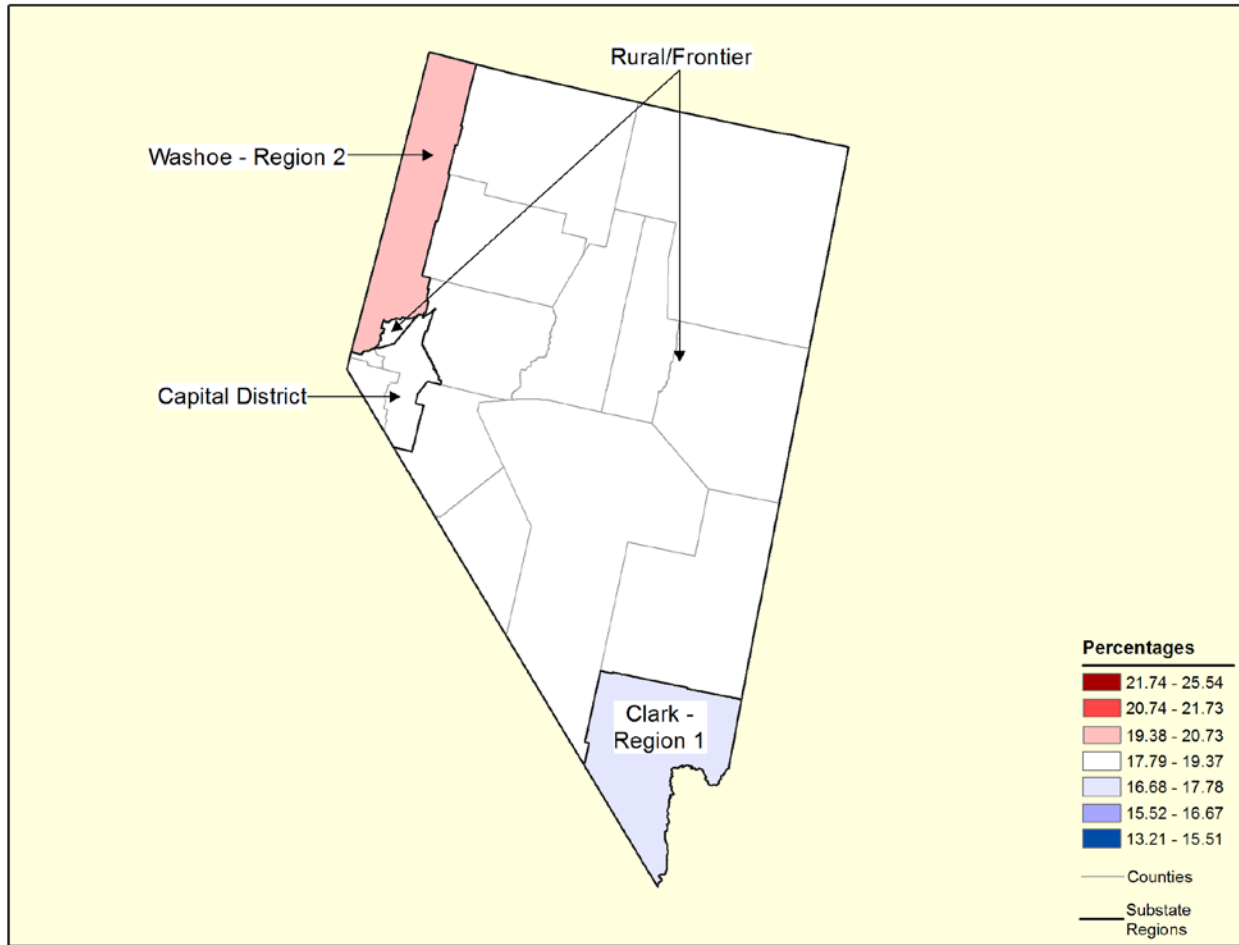 Rural/Frontier
Washoe - Region 2
Capital District
Clark -
Region 1
Percentages
21.74 - 25.54
20.74 - 21.73
19.38 - 20.73
17.79 - 19.37
16.68 - 17.78
15.52 - 16.67
13.21 - 15.51
Counties
Substate
Regions